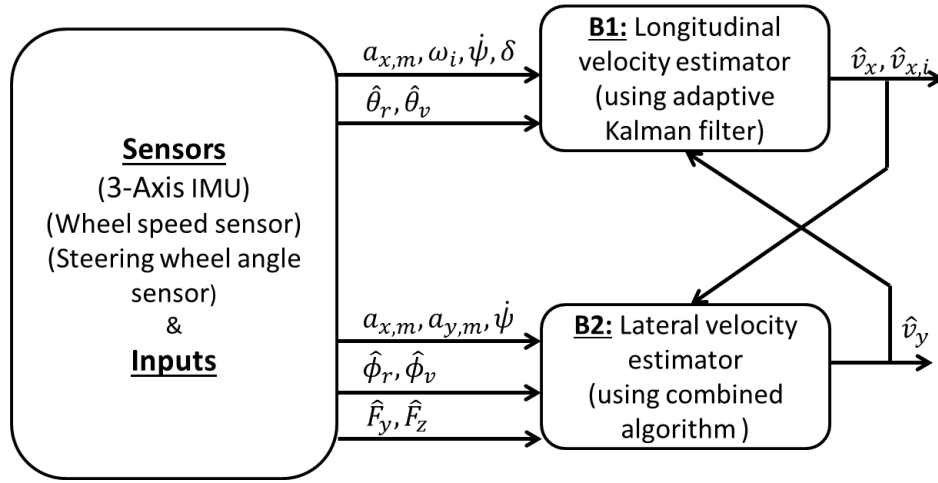 Sensors
(3-Axis IMU)
(Wheel speed sensor)
(Steering wheel angle
sensor)
&
Inputs
a_{x,m}, ω_i, ψ̇, δ
θ̂_r, θ̂_v
B1: Longitudinal
velocity estimator
(using adaptive
Kalman filter)
v̂_x, v̂_{x,i}
a_{x,m}, a_{y,m}, ψ̇
ϕ̂_r, ϕ̂_v
F̂_y, F̂_z
B2: Lateral velocity
estimator
(using combined
algorithm )
v̂_y